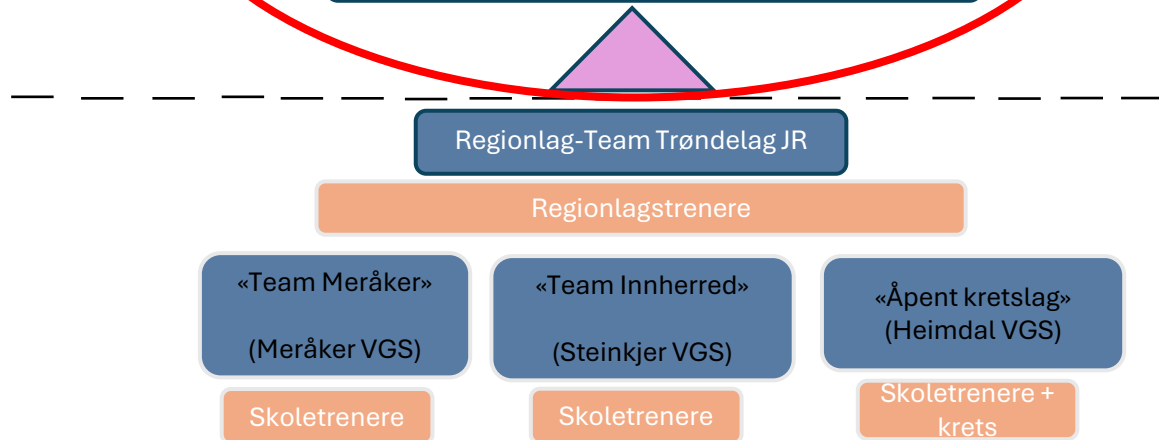 Regionlag-Team Trøndelag JR
Regionlagstrenere
«Team Meråker»
(Meråker VGS)
«Team Innherred»
(Steinkjer VGS)
«Åpent kretslag»
(Heimdal VGS)
Skoletrenere
Skoletrenere
Skoletrenere +
krets